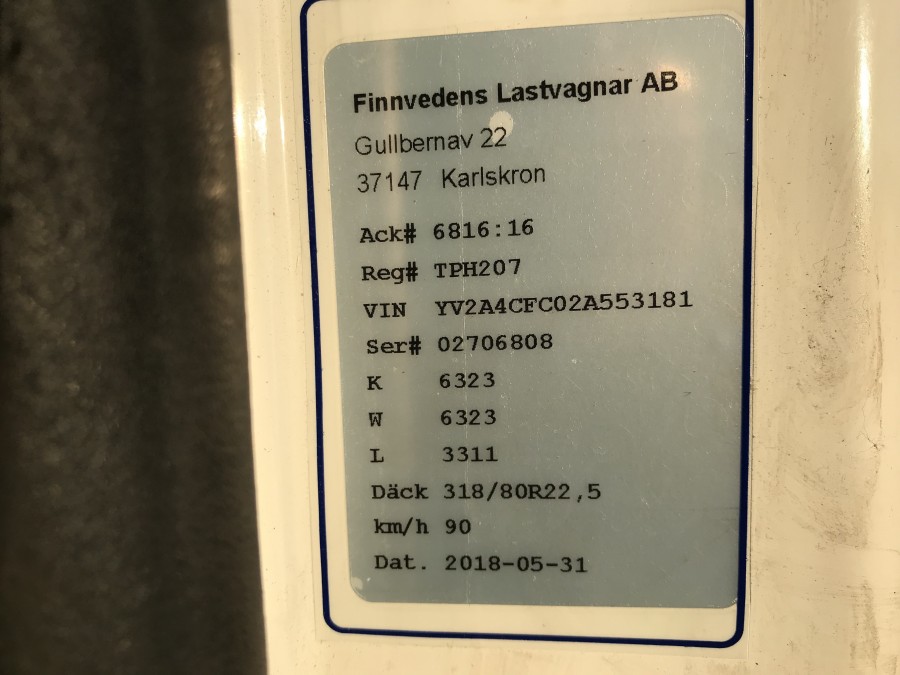 Finnvedens Lastvagnar AB
Gullbernav 22
37147 Karlskron
Ack# 6816:16
Reg# TPH207
VIN YV2A4CFC02A553181
Ser# 02706808
K 6323
W 6323
L 3311
Däck 318/80R22,5
km/h 90
Dat. 2018-05-31